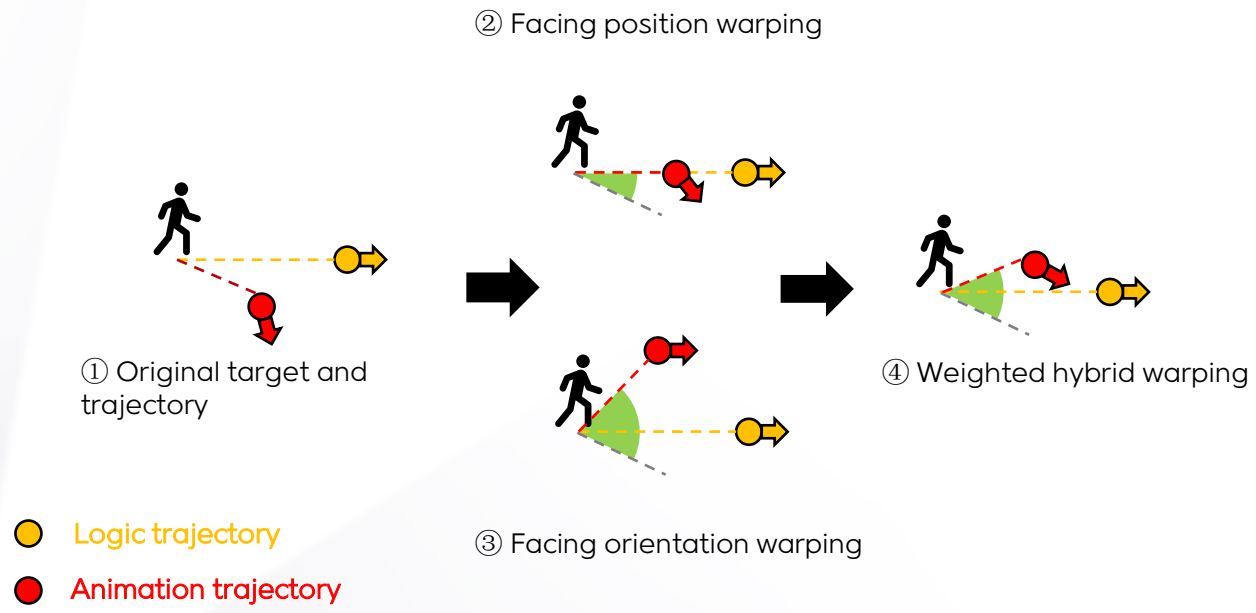 ② Facing position warping
① Original target and
trajectory
④ Weighted hybrid warping
③ Facing orientation warping
Logic trajectory
Animation trajectory